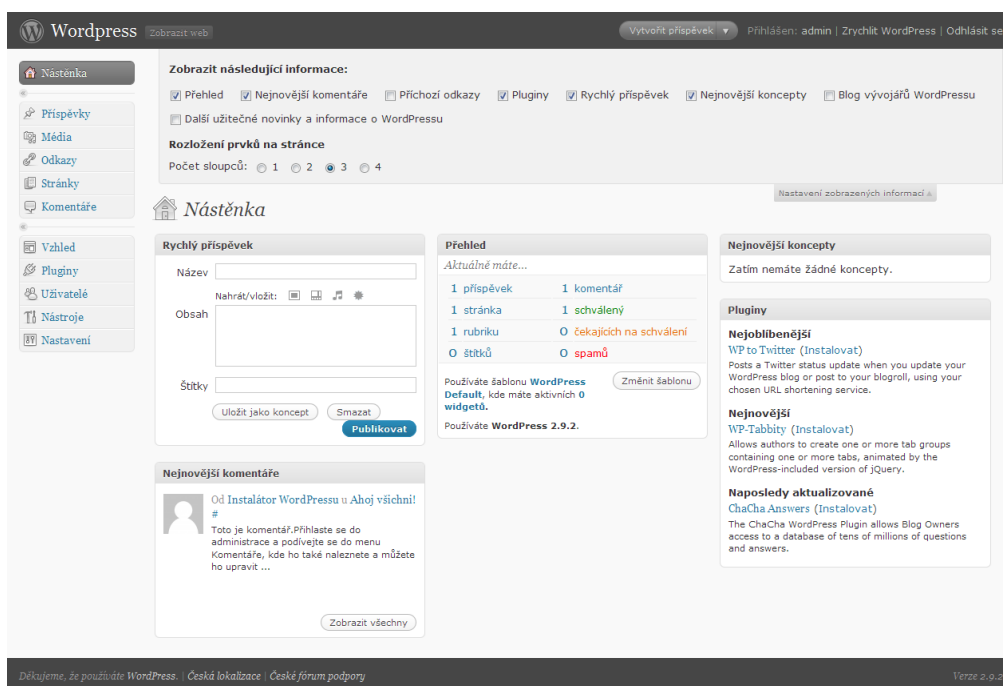 Wordpress Zobrazit web Vytvořit příspěvek ▼ Přihlášen: admin | Zrychlit WordPress | Odhlásit se
Nástěnka
Příspěvky
Média
Odkazy
Stránky
Komentáře
Vzhled
Pluginy
Uživatelé
Nástroje
Nastavení
Zobrazit následující informace:
Přehled Nejnovější komentáře Příchozí odkazy Pluginy Rychlý příspěvek Nejnovější koncepty Blog vývojářů WordPressu
Další užitečné novinky a informace o WordPressu
Rozložení prvků na stránce
Počet sloupců: 1 2 3 4
Nastavení zobrazených informací
Nástěnka
Rychlý příspěvek
Název
Nahrát/vložit:
Obsah
Štítky
Uložit jako koncept Smazat
Publikovat
Nejnovější komentáře
Od Instalátor WordPressu u Ahoj všichni!
#
Toto je komentář.Přihlaste se do
administrace a podívejte se do menu
Komentáře, kde ho také naleznete a můžete
ho upravit ...
Zobrazit všechny
Přehled
Aktuálně máte...
1 příspěvek 1 komentář
1 stránka 1 schválený
1 rubriku 0 čekajících na schválení
0 štítků 0 spamů
Používáte šablonu WordPress
Default, kde máte aktivních 0
widgetů.
Změnit šablonu
Používáte WordPress 2.9.2.
Nejnovější koncepty
Zatím nemáte žádné koncepty.
Pluginy
Nejoblíbenější
WP to Twitter (Instalovat)
Posts a Twitter status update when you update your
WordPress blog or post to your blogroll, using your
chosen URL shortening service.
Nejnovější
WP-Tabbity (Instalovat)
Allows authors to create one or more tab groups
containing one or more tabs, animated by the
WordPress-included version of jQuery.
Naposledy aktualizované
ChaCha Answers (Instalovat)
The ChaCha WordPress Plugin allows Blog Owners
access to a database of tens of millions of questions
and answers.
Děkujeme, že používáte WordPress. | Česká lokalizace | České fórum podpory Verze 2.9.2